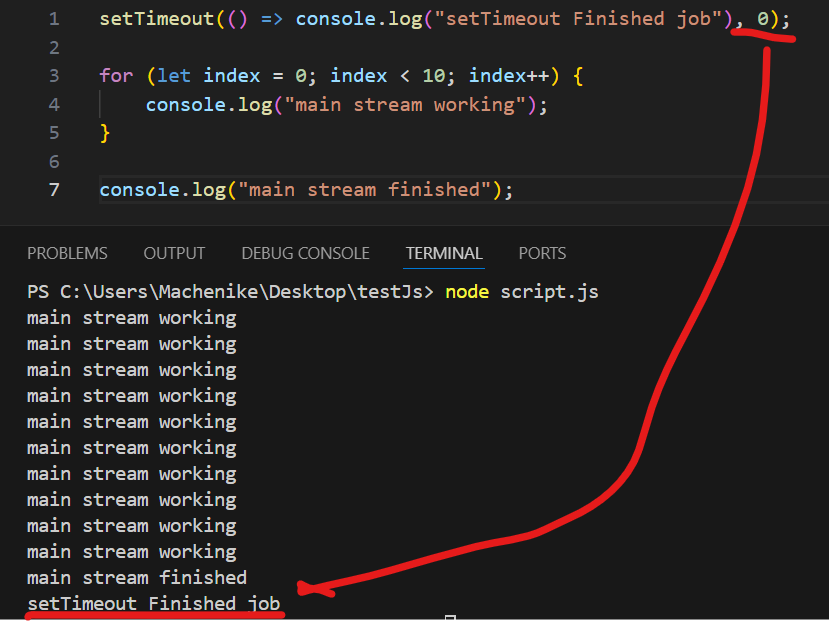 1 setTimeout(() => console.log("setTimeout Finished job"), 0);
2
3 for (let index = 0; index < 10; index++) {
4     console.log("main stream working");
5 }
6
7 console.log("main stream finished");
PROBLEMS OUTPUT DEBUG CONSOLE TERMINAL PORTS
PS C:\Users\Machenike\Desktop\testJs> node script.js
main stream working
main stream working
main stream working
main stream working
main stream working
main stream working
main stream working
main stream working
main stream working
main stream working
main stream finished
setTimeout Finished job